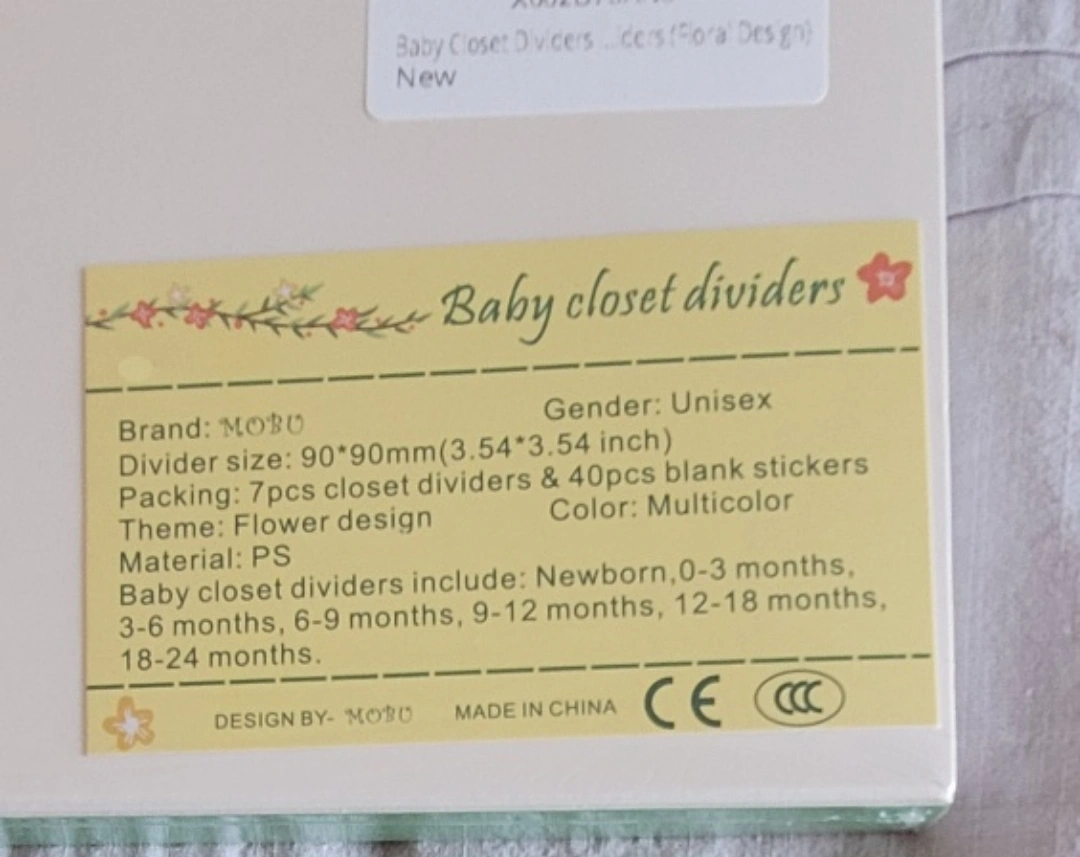 Baby Closet Dividers ...iders (Floral Design)
New
Baby closet dividers
Brand: MOBU Gender: Unisex
Divider size: 90*90mm(3.54*3.54 inch)
Packing: 7pcs closet dividers & 40pcs blank stickers
Theme: Flower design Color: Multicolor
Material: PS
Baby closet dividers include: Newborn,0-3 months,
3-6 months, 6-9 months, 9-12 months, 12-18 months,
18-24 months.
DESIGN BY- MOBU MADE IN CHINA CE CCC